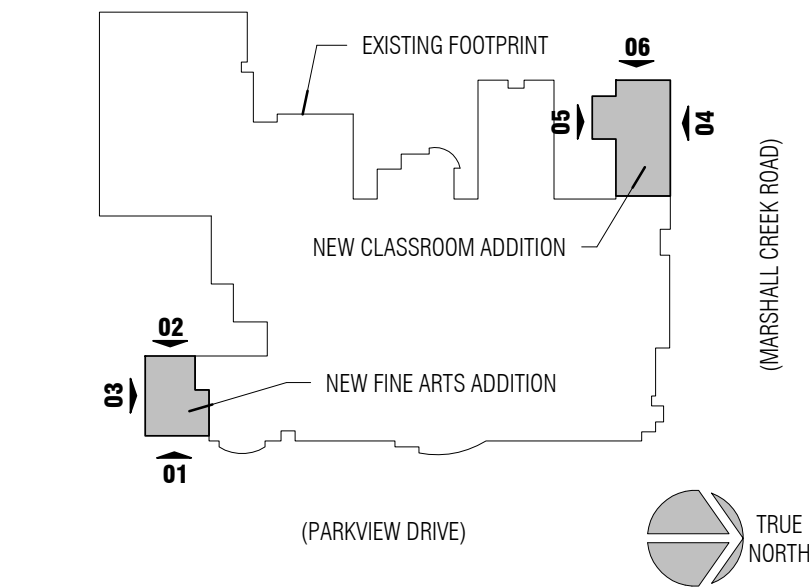 EXISTING FOOTPRINT
06
05
04
NEW CLASSROOM ADDITION
(MARSHALL CREEK ROAD)
02
03
NEW FINE ARTS ADDITION
01
(PARKVIEW DRIVE)
TRUE
NORTH